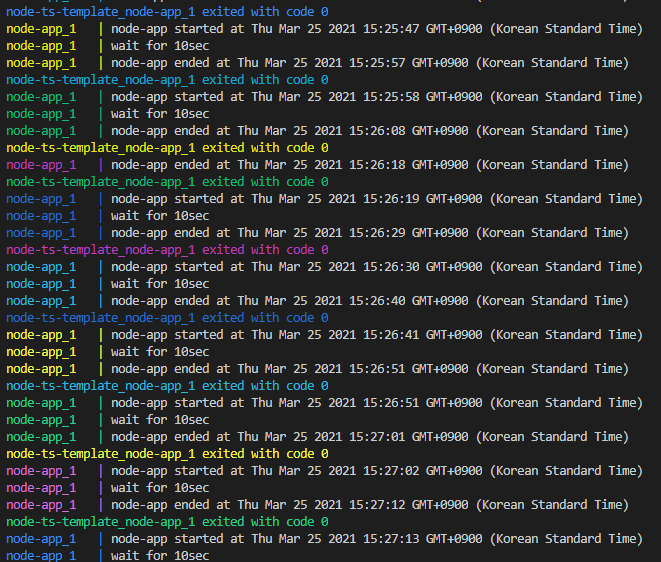 node-ts-template_node-app_1 exited with code 0
node-app_1   | node-app started at Thu Mar 25 2021 15:25:47 GMT+0900 (Korean Standard Time)
node-app_1   | wait for 10sec
node-app_1   | node-app ended at Thu Mar 25 2021 15:25:57 GMT+0900 (Korean Standard Time)
node-ts-template_node-app_1 exited with code 0
node-app_1   | node-app started at Thu Mar 25 2021 15:25:58 GMT+0900 (Korean Standard Time)
node-app_1   | wait for 10sec
node-app_1   | node-app ended at Thu Mar 25 2021 15:26:08 GMT+0900 (Korean Standard Time)
node-ts-template_node-app_1 exited with code 0
node-app_1   | node-app ended at Thu Mar 25 2021 15:26:18 GMT+0900 (Korean Standard Time)
node-ts-template_node-app_1 exited with code 0
node-app_1   | node-app started at Thu Mar 25 2021 15:26:19 GMT+0900 (Korean Standard Time)
node-app_1   | wait for 10sec
node-app_1   | node-app ended at Thu Mar 25 2021 15:26:29 GMT+0900 (Korean Standard Time)
node-ts-template_node-app_1 exited with code 0
node-app_1   | node-app started at Thu Mar 25 2021 15:26:30 GMT+0900 (Korean Standard Time)
node-app_1   | wait for 10sec
node-app_1   | node-app ended at Thu Mar 25 2021 15:26:40 GMT+0900 (Korean Standard Time)
node-ts-template_node-app_1 exited with code 0
node-app_1   | node-app started at Thu Mar 25 2021 15:26:41 GMT+0900 (Korean Standard Time)
node-app_1   | wait for 10sec
node-app_1   | node-app ended at Thu Mar 25 2021 15:26:51 GMT+0900 (Korean Standard Time)
node-ts-template_node-app_1 exited with code 0
node-app_1   | node-app started at Thu Mar 25 2021 15:26:51 GMT+0900 (Korean Standard Time)
node-app_1   | wait for 10sec
node-app_1   | node-app ended at Thu Mar 25 2021 15:27:01 GMT+0900 (Korean Standard Time)
node-ts-template_node-app_1 exited with code 0
node-app_1   | node-app started at Thu Mar 25 2021 15:27:02 GMT+0900 (Korean Standard Time)
node-app_1   | wait for 10sec
node-app_1   | node-app ended at Thu Mar 25 2021 15:27:12 GMT+0900 (Korean Standard Time)
node-ts-template_node-app_1 exited with code 0
node-app_1   | node-app started at Thu Mar 25 2021 15:27:13 GMT+0900 (Korean Standard Time)
node-app_1   | wait for 10sec